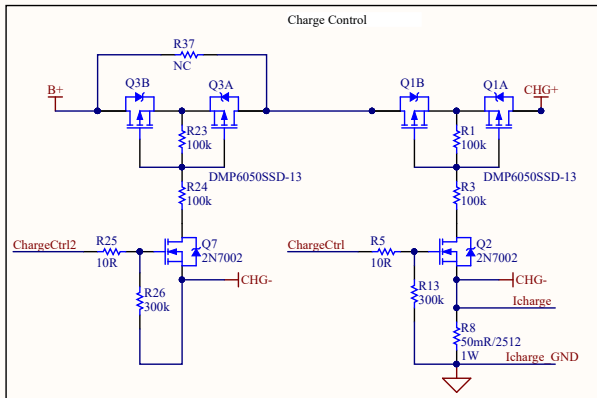 Charge Control
R37
NC
B+
Q3B
Q3A
Q1B
Q1A
CHG+
R23
100k
R1
100k
DMP6050SSD-13
DMP6050SSD-13
R24
100k
R3
100k
ChargeCtrl2
R25
10R
Q7
2N7002
ChargeCtrl
R5
10R
Q2
2N7002
R26
300k
CHG-
R13
300k
CHG-
Icharge
R8
50mR/2512
1W
Icharge_GND